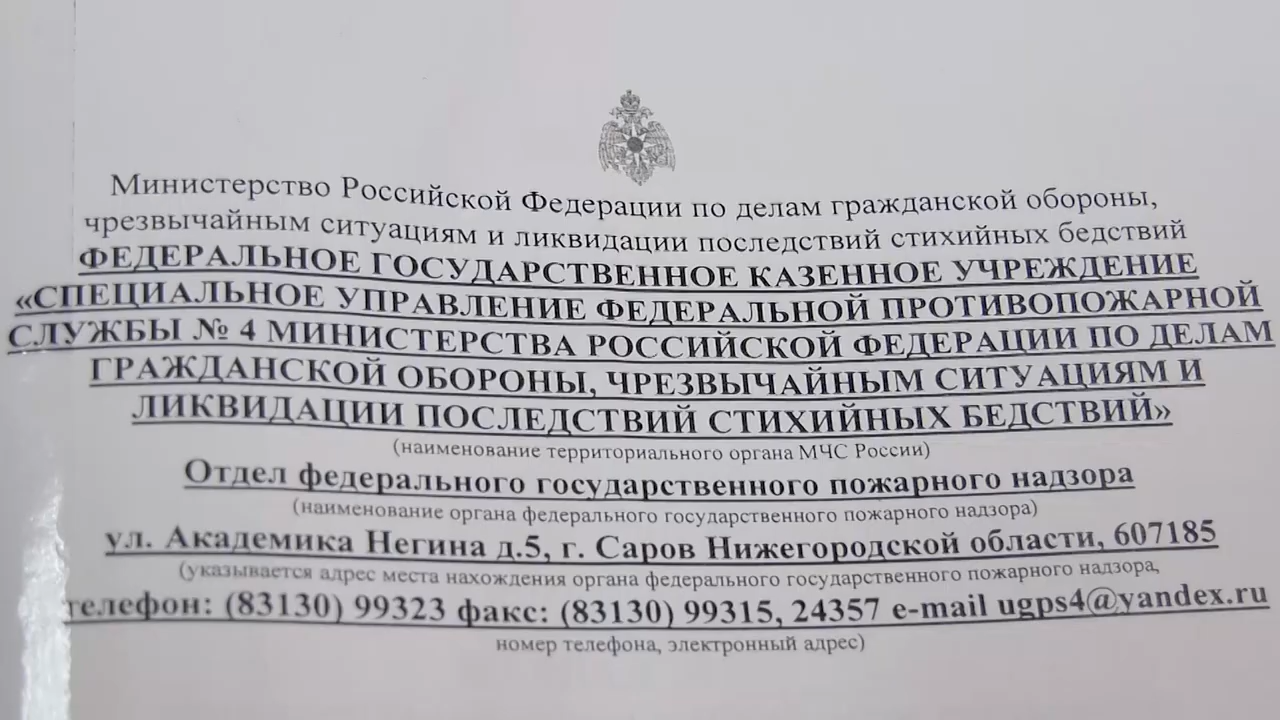 Министерство Российской Федерации по делам гражданской обороны,
чрезвычайным ситуациям и ликвидации последствий стихийных бедствий
ФЕДЕРАЛЬНОЕ ГОСУДАРСТВЕННОЕ КАЗЕННОЕ УЧРЕЖДЕНИЕ
«СПЕЦИАЛЬНОЕ УПРАВЛЕНИЕ ФЕДЕРАЛЬНОЙ ПРОТИВОПОЖАРНОЙ
СЛУЖБЫ № 4 МИНИСТЕРСТВА РОССИЙСКОЙ ФЕДЕРАЦИИ ПО ДЕЛАМ
ГРАЖДАНСКОЙ ОБОРОНЫ, ЧРЕЗВЫЧАЙНЫМ СИТУАЦИЯМ И
ЛИКВИДАЦИИ ПОСЛЕДСТВИЙ СТИХИЙНЫХ БЕДСТВИЙ»
(наименование территориального органа МЧС России)
Отдел федерального государственного пожарного надзора
(наименование органа федерального государственного пожарного надзора)
ул. Академика Негина д.5, г. Саров Нижегородской области, 607185
(указывается адрес места нахождения органа федерального государственного пожарного надзора,
телефон: (83130) 99323 факс: (83130) 99315, 24357 e-mail ugps4@yandex.ru
номер телефона, электронный адрес)